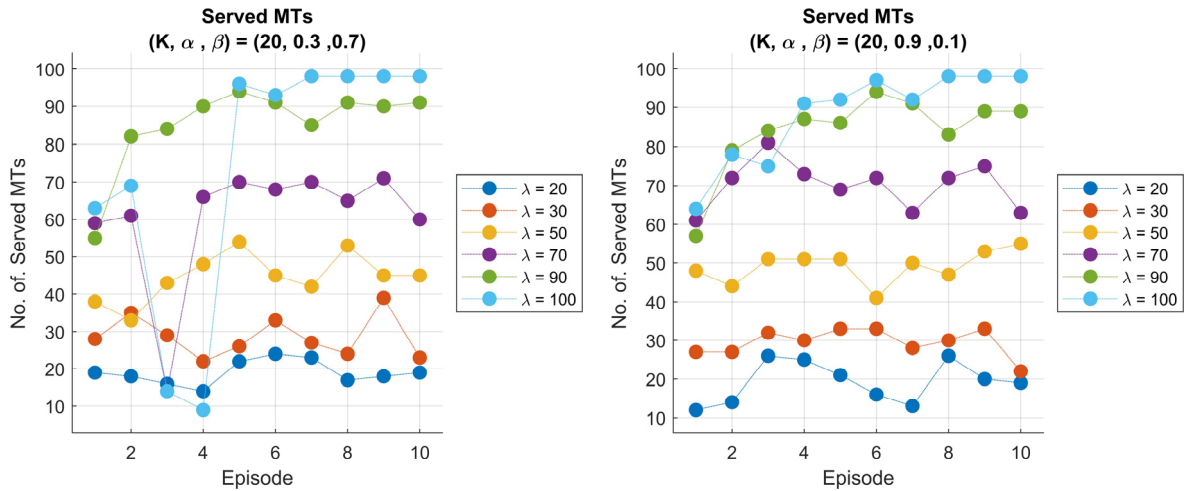 Served MTs
(K, α , β) = (20, 0.3 ,0.7)
No. of. Served MTs
100
90
80
70
60
50
40
30
20
10
2
4
6
8
10
Episode
λ = 20
λ = 30
λ = 50
λ = 70
λ = 90
λ = 100
Served MTs
(K, α , β) = (20, 0.9 ,0.1)
No. of. Served MTs
100
90
80
70
60
50
40
30
20
10
2
4
6
8
10
Episode
λ = 20
λ = 30
λ = 50
λ = 70
λ = 90
λ = 100